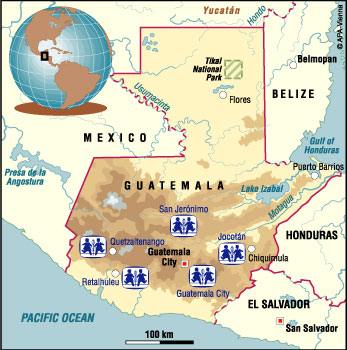 Yucatán
Hondo
© APA-Vienna
Tikal
National
Park
Belmopan
Flores
Usumacinta
BELIZE
MEXICO
Gulf of
Honduras
Presa de la
Angostura
Puerto Barrios
GUATEMALA
Lake Izabal
Motagua
San Jerónimo
HONDURAS
Quetzaltenango
Jocotán
Guatemala
City
Chiquimula
Retalhuleu
Guatemala City
EL SALVADOR
PACIFIC OCEAN
San Salvador
100 km